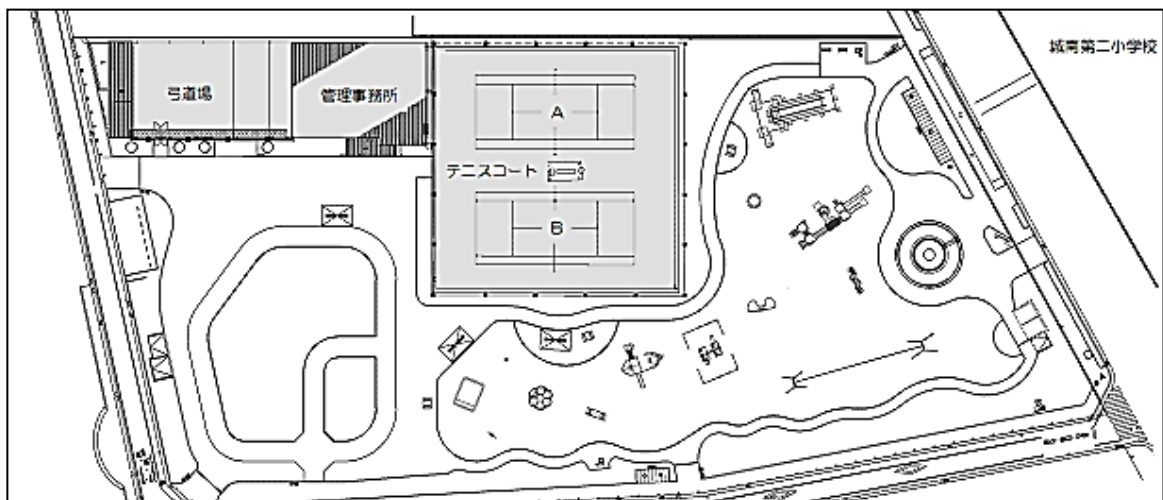 城南第二小学校
弓道場
管理事務所
A
テニスコート
B